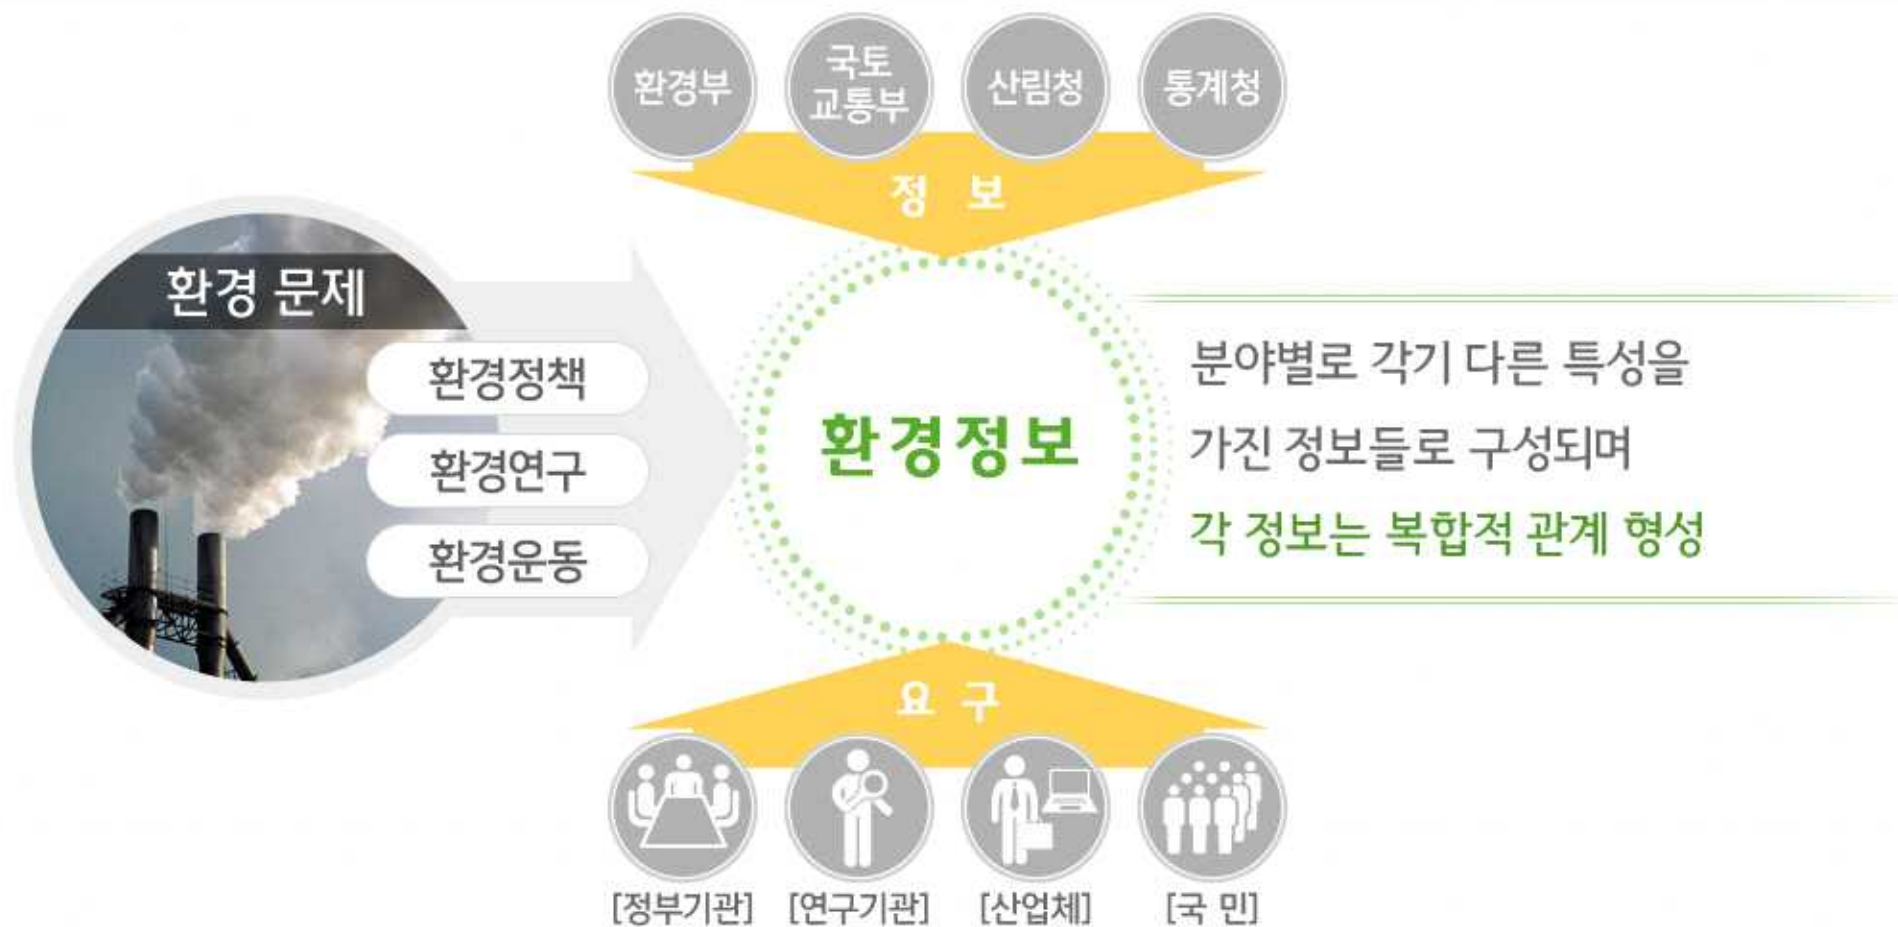 환경부
국토
교통부
산림청
통계청
정 보
환경 문제
환경정책
환경연구
환경운동
환경정보
분야별로 각기 다른 특성을
가진 정보들로 구성되며
각 정보는 복합적 관계 형성
요 구
[정부기관]
[연구기관]
[산업체]
[국 민]